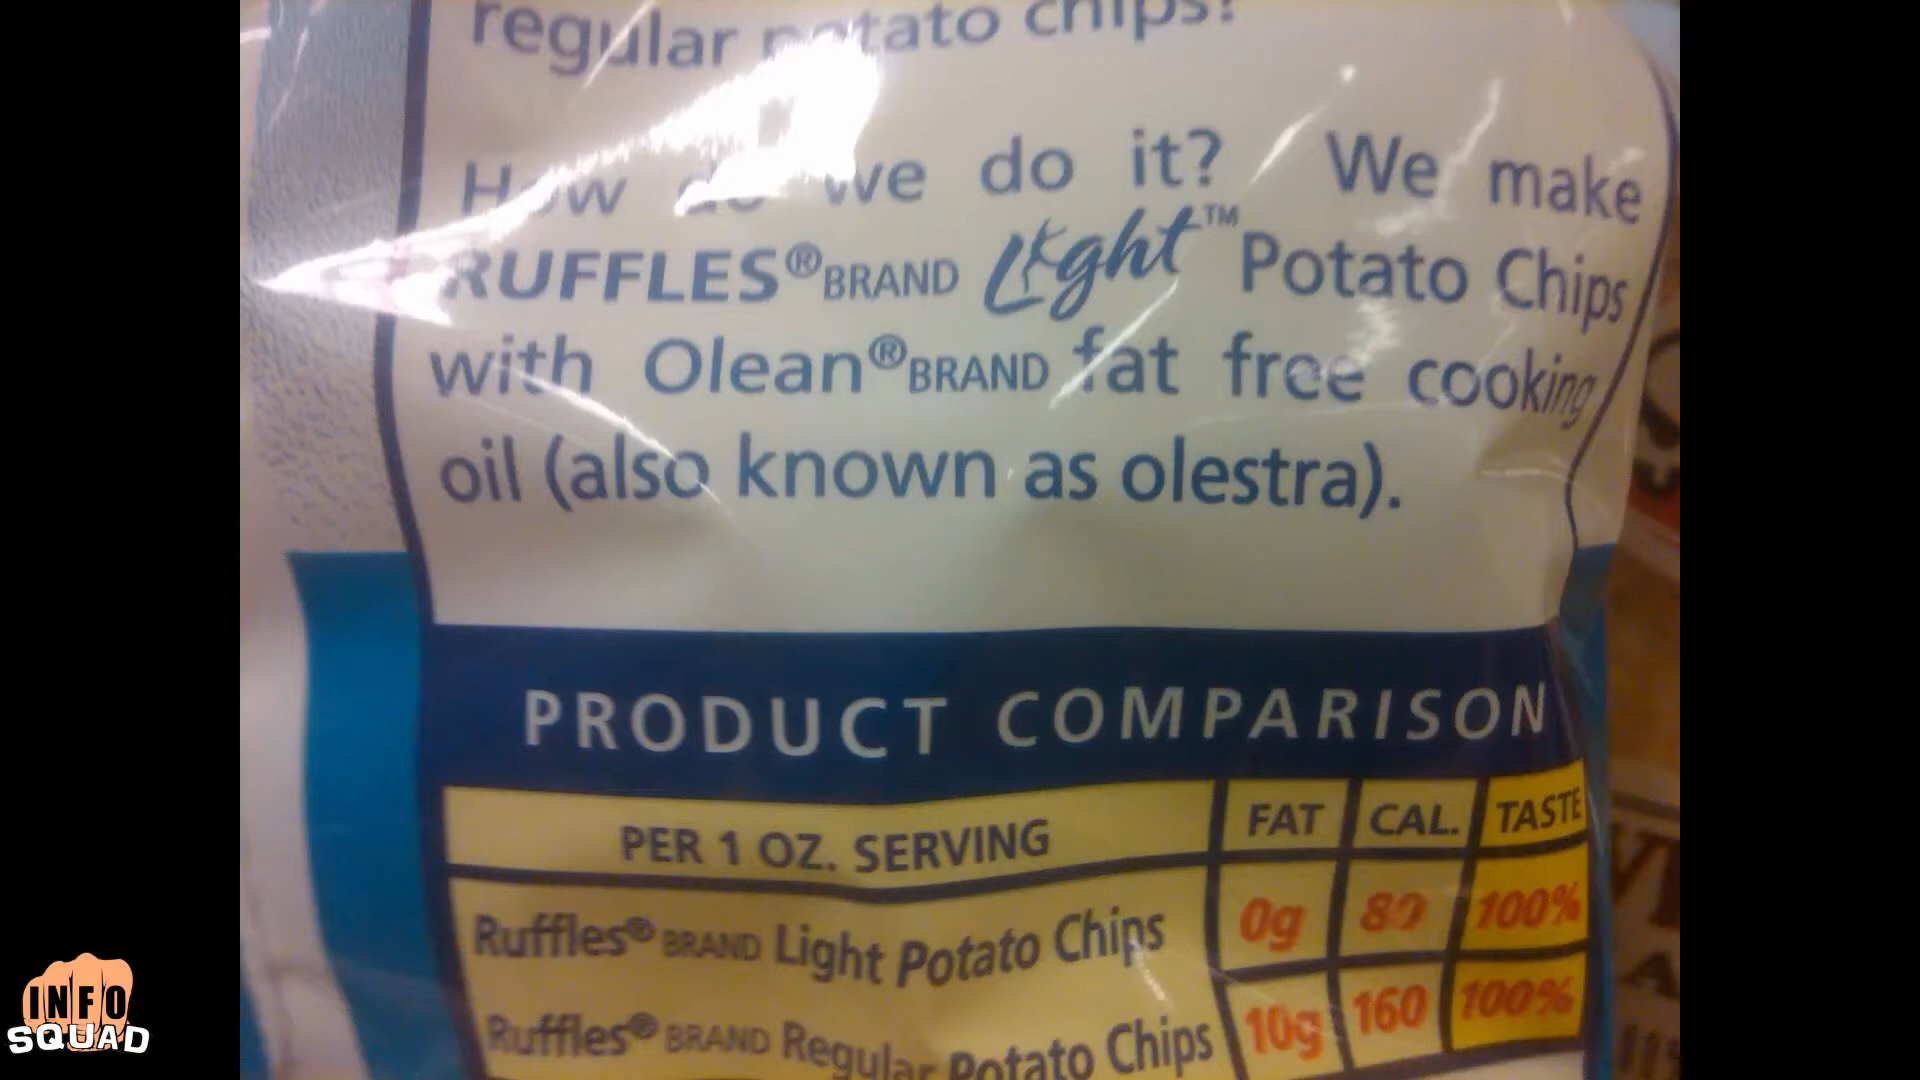 regular potato chips!
How do we do it? We make
RUFFLES® BRAND Light™ Potato Chips
with Olean® BRAND fat free cooking
oil (also known as olestra).
PRODUCT COMPARISON
PER 1 OZ. SERVING FAT CAL. TASTE
Ruffles® BRAND Light Potato Chips 0g 80 100%
Ruffles® BRAND Regular Potato Chips 10g 160 100%
INFO
SQUAD